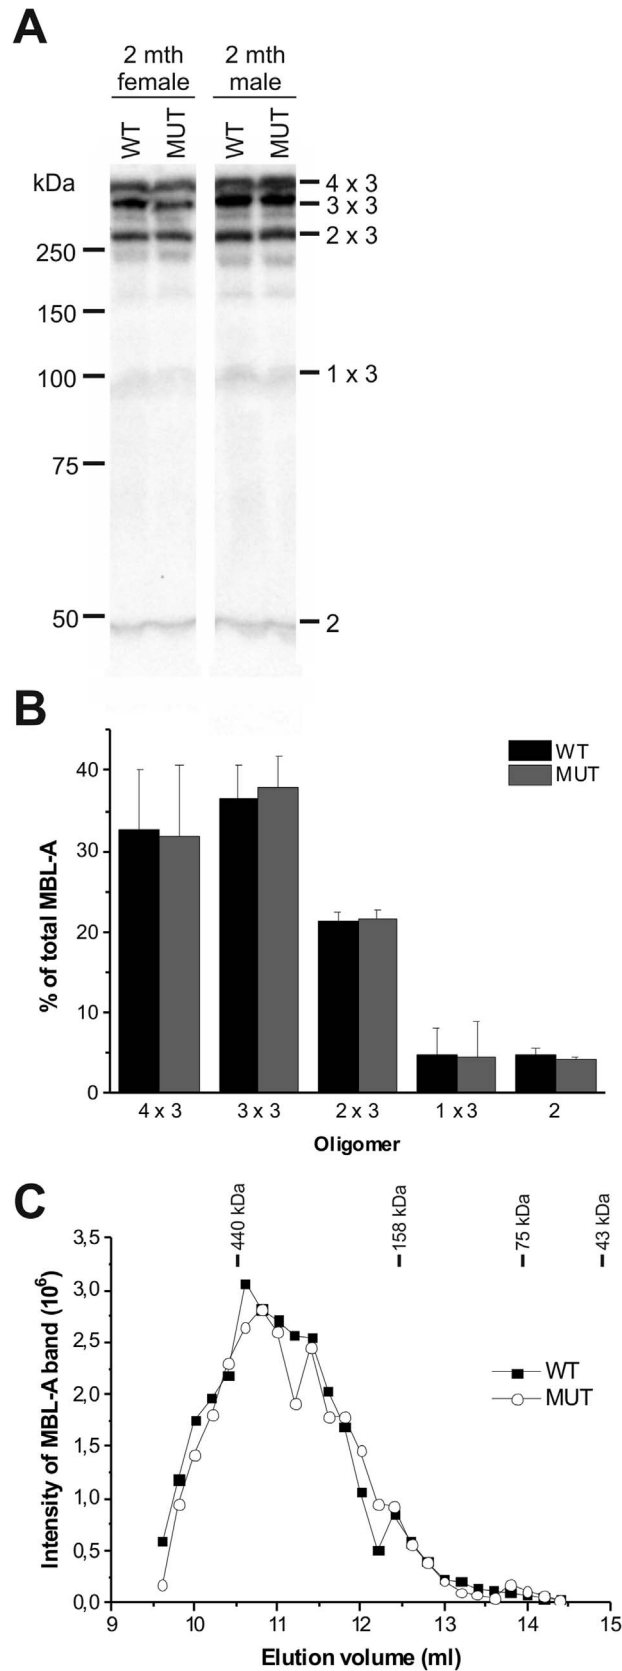 A
2 mth
female
2 mth
male
WT
MUT
WT
MUT
kDa
4 x 3
3 x 3
2 x 3
250
150
100
1 x 3
75
50
2
B
WT
MUT
40
30
20
10
0
% of total MBL-A
4 x 3
3 x 3
2 x 3
1 x 3
2
Oligomer
C
440 kDa
158 kDa
75 kDa
43 kDa
3,5
3,0
2,5
2,0
1,5
1,0
0,5
0,0
Intensity of MBL-A band (10⁶)
WT
MUT
9
10
11
12
13
14
15
Elution volume (ml)